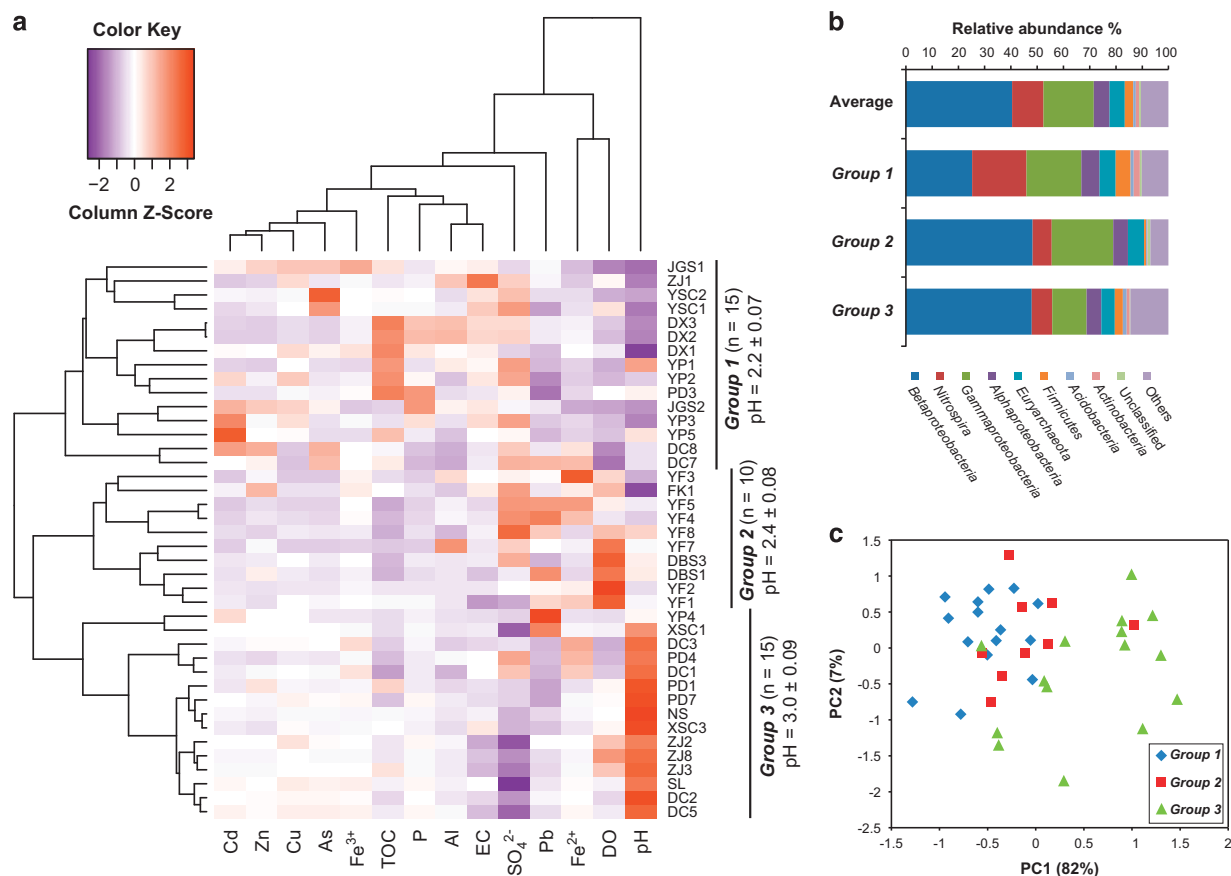 a
Color Key
−2 0 2
Column Z-Score
JGS1
ZJ1
YSC2
YSC1
DX3
DX2
DX1
YP1
YP2
PD3
JGS2
YP3
YP5
DC8
DC7
YF3
FK1
YF5
YF4
YF8
YF7
DBS3
DBS1
YF2
YF1
YP4
XSC1
DC3
PD4
DC1
PD1
PD7
NS
XSC3
ZJ2
ZJ8
ZJ3
SL
DC2
DC5
Group 1 (n = 15)
pH = 2.2 ± 0.07
Group 2 (n = 10)
pH = 2.4 ± 0.08
Group 3 (n = 15)
pH = 3.0 ± 0.09
Cd Zn Cu As Fe³⁺ TOC P Al EC SO₄²⁻ Pb Fe²⁺ DO pH
b
Relative abundance %
0 10 20 30 40 50 60 70 80 90 100
Average
Group 1
Group 2
Group 3
Betaproteobacteria
Nitrospira
Gammaproteobacteria
Alphaproteobacteria
Euryarchaeota
Firmicutes
Acidobacteria
Actinobacteria
Unclassified
Others
c
PC2 (7%)
1.5
1
0.5
0
-0.5
-1
-1.5
-2
-2.5
-1.5 -1 -0.5 0 0.5 1 1.5 2
PC1 (82%)
Group 1
Group 2
Group 3